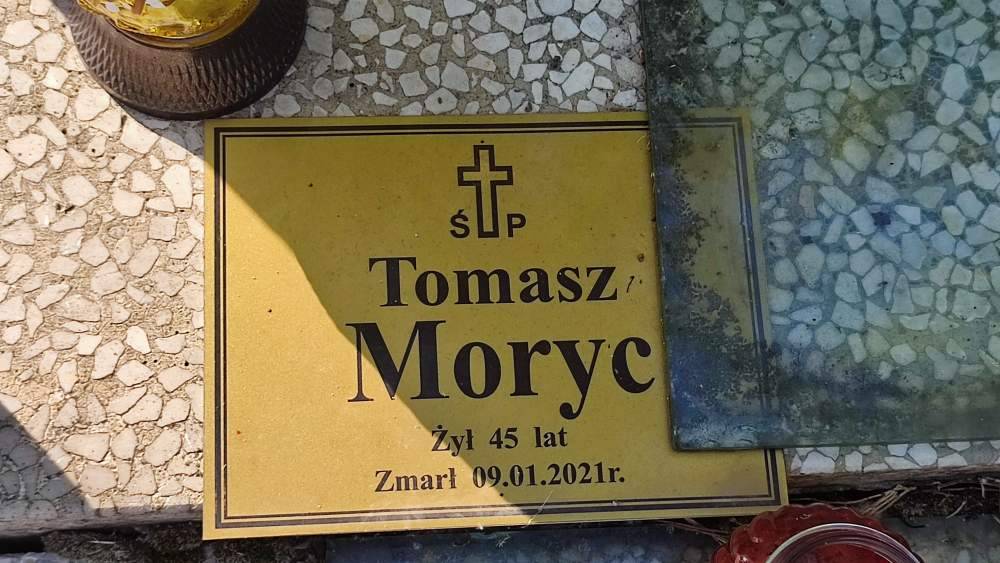 Ś P
Tomasz
Moryc
Żył 45 lat
Zmarł 09.01.2021r.